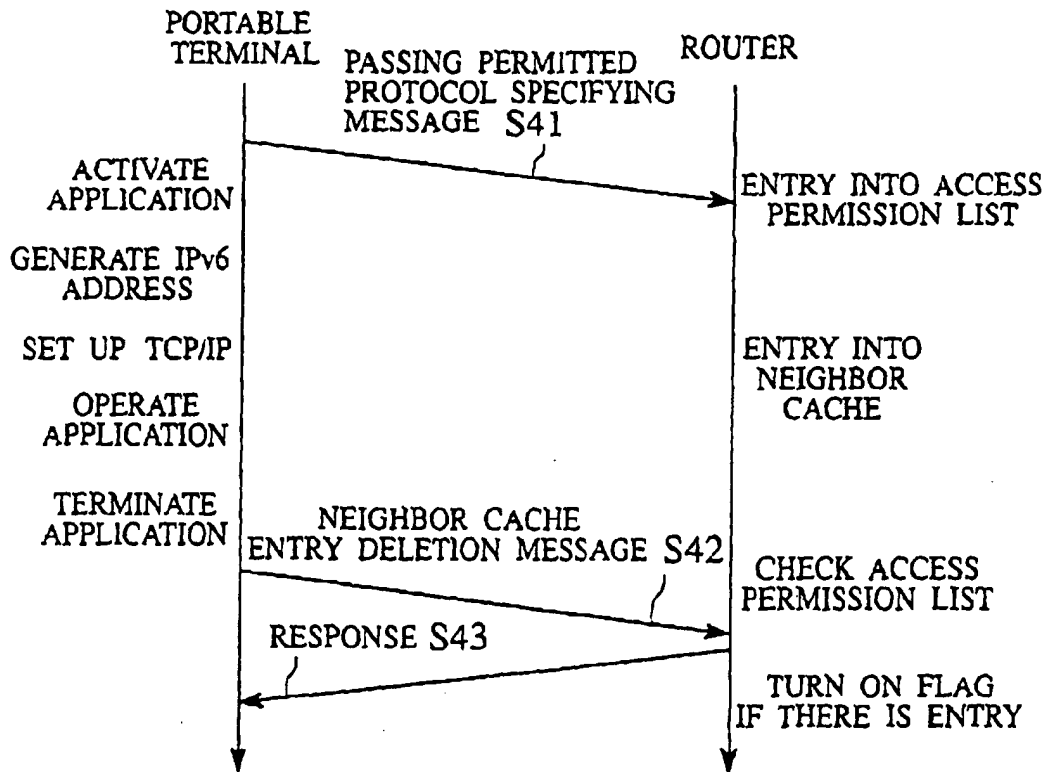 PORTABLE
TERMINAL
ROUTER
PASSING PERMITTED
PROTOCOL SPECIFYING
MESSAGE S41
ACTIVATE
APPLICATION
ENTRY INTO ACCESS
PERMISSION LIST
GENERATE IPv6
ADDRESS
SET UP TCP/IP
ENTRY INTO
NEIGHBOR
CACHE
OPERATE
APPLICATION
TERMINATE
APPLICATION
NEIGHBOR CACHE
ENTRY DELETION MESSAGE S42
CHECK ACCESS
PERMISSION LIST
RESPONSE S43
TURN ON FLAG
IF THERE IS ENTRY